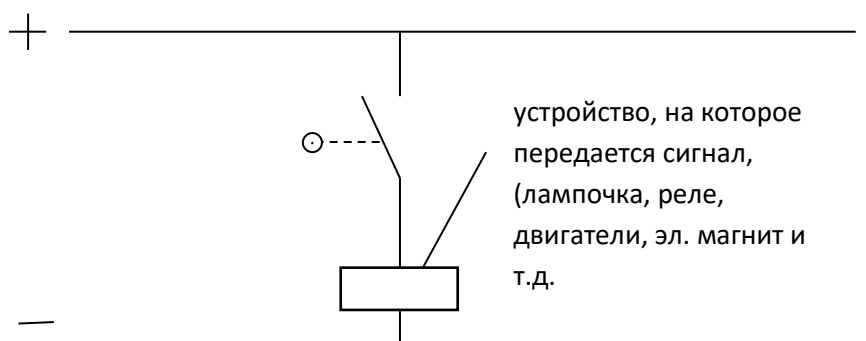 +
устройство, на которое
передается сигнал,
(лампочка, реле,
двигатели, эл. магнит и
т.д.
—